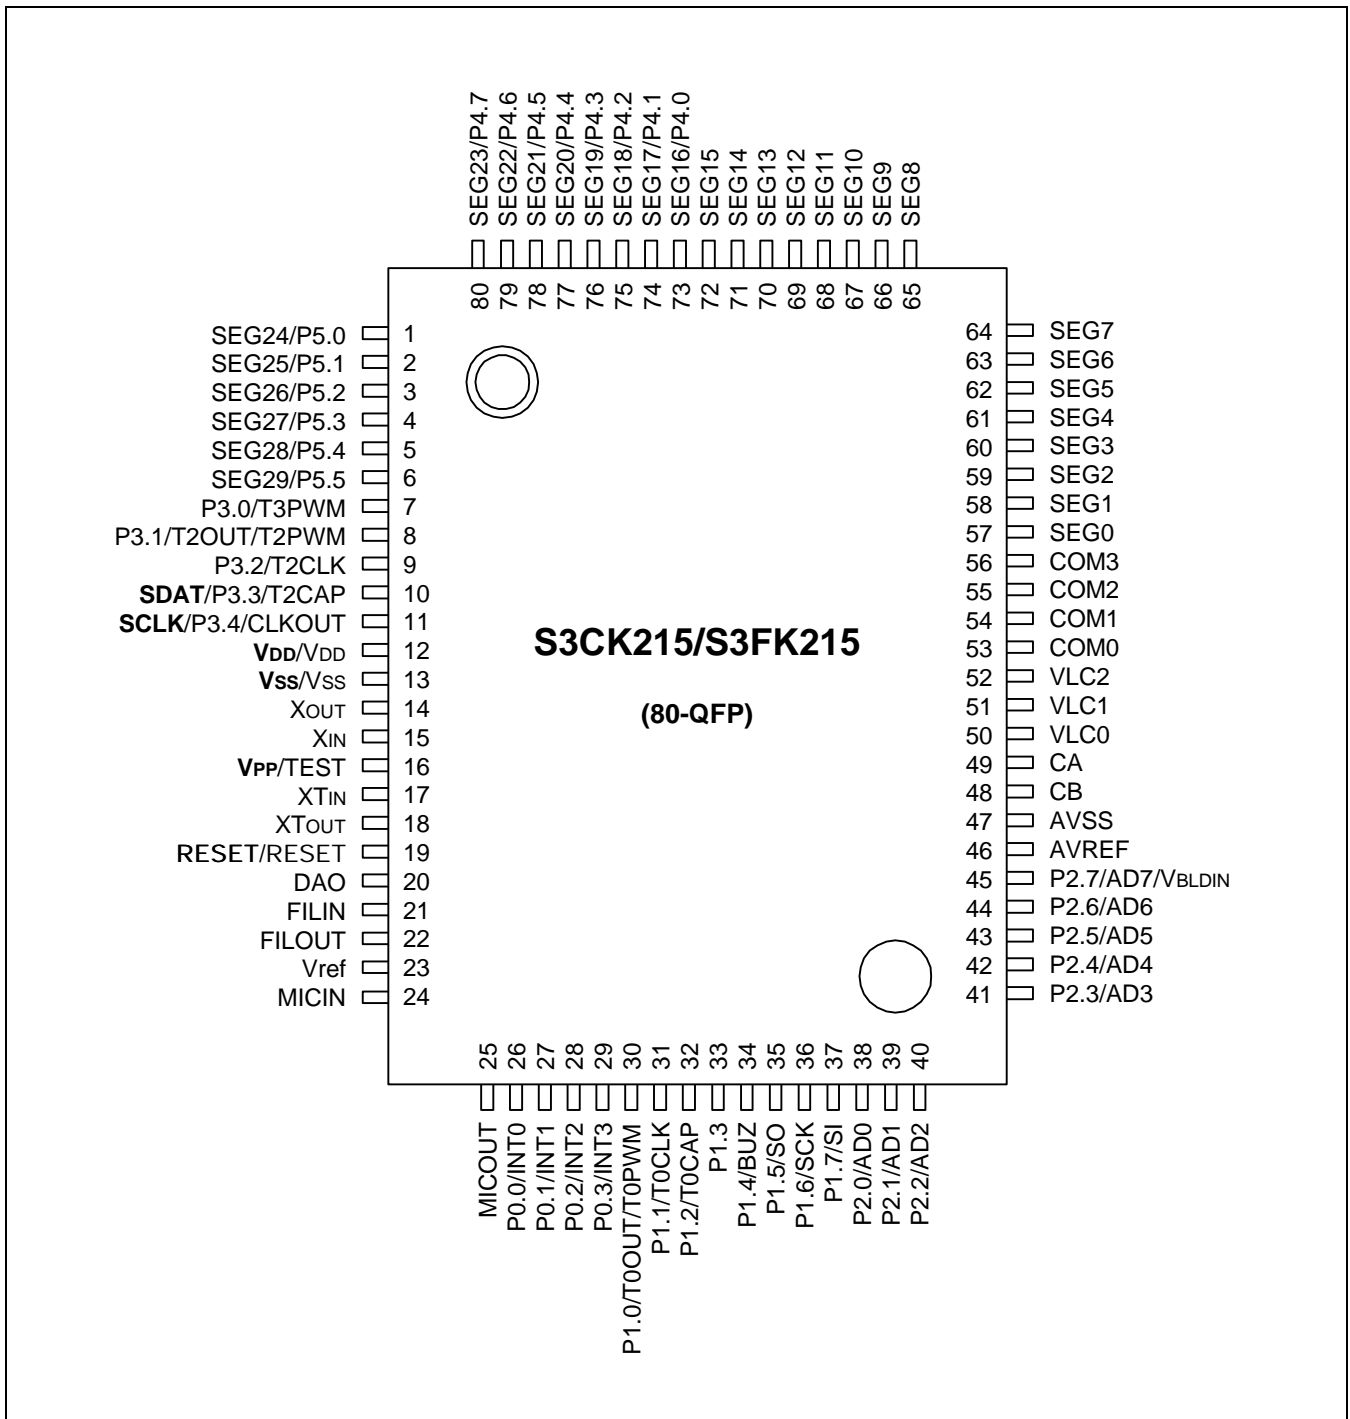 SEG23/P4.7
SEG22/P4.6
SEG21/P4.5
SEG20/P4.4
SEG19/P4.3
SEG18/P4.2
SEG17/P4.1
SEG16/P4.0
SEG15
SEG14
SEG13
SEG12
SEG11
SEG10
SEG9
SEG8
80
79
78
77
76
75
74
73
72
71
70
69
68
67
66
65
SEG24/P5.0 1
SEG25/P5.1 2
SEG26/P5.2 3
SEG27/P5.3 4
SEG28/P5.4 5
SEG29/P5.5 6
P3.0/T3PWM 7
P3.1/T2OUT/T2PWM 8
P3.2/T2CLK 9
SDAT/P3.3/T2CAP 10
SCLK/P3.4/CLKOUT 11
VDD/VDD 12
VSS/VSS 13
XOUT 14
XIN 15
VPP/TEST 16
XTIN 17
XTOUT 18
RESET/RESET 19
DAO 20
FILIN 21
FILOUT 22
Vref 23
MICIN 24
S3CK215/S3FK215
(80-QFP)
64 SEG7
63 SEG6
62 SEG5
61 SEG4
60 SEG3
59 SEG2
58 SEG1
57 SEG0
56 COM3
55 COM2
54 COM1
53 COM0
52 VLC2
51 VLC1
50 VLC0
49 CA
48 CB
47 AVSS
46 AVREF
45 P2.7/AD7/VBLDIN
44 P2.6/AD6
43 P2.5/AD5
42 P2.4/AD4
41 P2.3/AD3
25
26
27
28
29
30
31
32
33
34
35
36
37
38
39
40
MICOUT
P0.0/INT0
P0.1/INT1
P0.2/INT2
P0.3/INT3
P1.0/T0OUT/T0PWM
P1.1/T0CLK
P1.2/T0CAP
P1.3
P1.4/BUZ
P1.5/SO
P1.6/SCK
P1.7/SI
P2.0/AD0
P2.1/AD1
P2.2/AD2